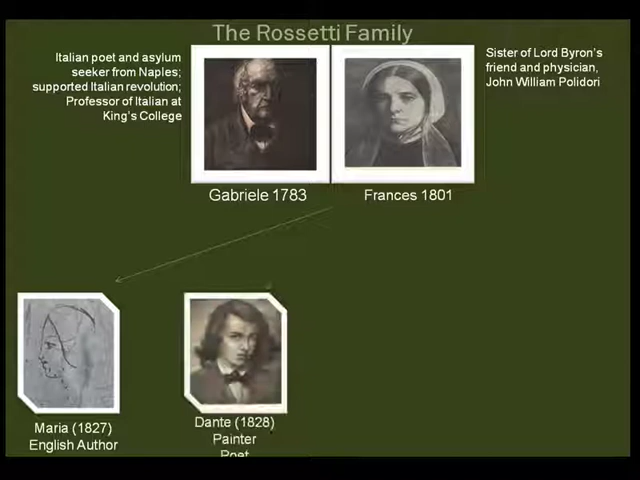 The Rossetti Family
Italian poet and asylum
seeker from Naples;
supported Italian revolution;
Professor of Italian at
King's College
Sister of Lord Byron's
friend and physician,
John William Polidori
Gabriele 1783
Frances 1801
Maria (1827)
English Author
Dante (1828)
Painter
Poet